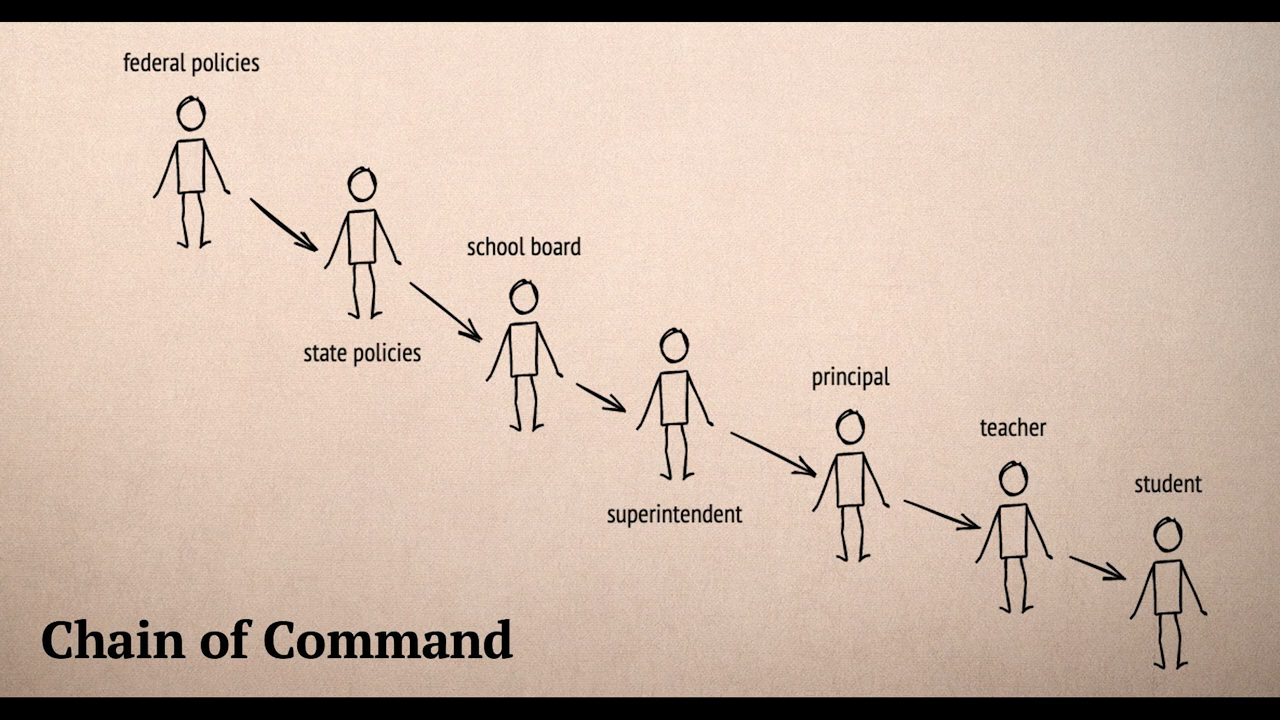 federal policies
state policies
school board
superintendent
principal
teacher
student
Chain of Command